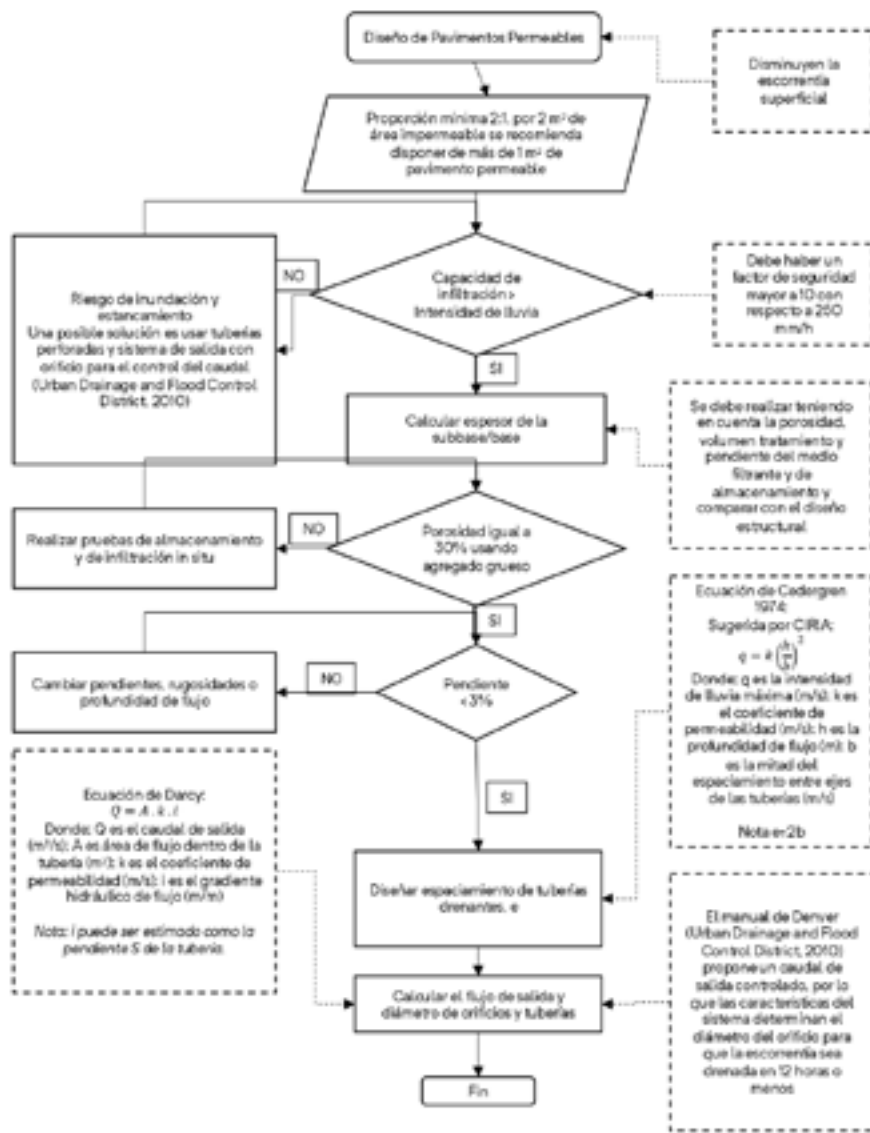 Diseño de Pavimentos Permeables
Disminuyen la
escorrentía
superficial
Proporción mínima 2:1, por 2 m² de
área impermeable se recomienda
disponer de más de 1 m² de
pavimento permeable
Capacidad de
infiltración >
Intensidad de lluvia
NO
SI
Debe haber un
factor de seguridad
mayor a 10 con
respecto a 250
mm/h
Riesgo de inundación y
estancamiento
Una posible solución es usar tuberías
perforadas y sistema de salida con
orificio para el control del caudal
(Urban Drainage and Flood Control
District, 2010)
Calcular espesor de la
subbase/base
Se debe realizar teniendo
en cuenta la porosidad,
volumen tratamiento y
pendiente del medio
filtrante y de
almacenamiento y
comparar con el diseño
estructural
Porosidad igual a
30% usando
agregado grueso
NO
SI
Realizar pruebas de almacenamiento
y de infiltración in situ
Pendiente
<3%
NO
SI
Cambiar pendientes, rugosidades o
profundidad de flujo
Ecuación de Cedergren
1974;
Sugerida por CIRIA:
q = k (h/b)²
Donde: q es la intensidad
de lluvia máxima (m/s); k es
el coeficiente de
permeabilidad (m/s); h es la
profundidad de flujo (m); b
es la mitad del
espaciamiento entre ejes
de las tuberías (m/s)
Nota e=2b
Ecuación de Darcy:
Q = A . k . i
Donde: Q es el caudal de salida
(m³/s); A es área de flujo dentro de la
tubería (m²); k es el coeficiente de
permeabilidad (m/s); i es el gradiente
hidráulico de flujo (m/m)
Nota: i puede ser estimado como la
pendiente S de la tubería.
Diseñar espaciamiento de tuberías
drenantes, e
Calcular el flujo de salida y
diámetro de orificios y tuberías
El manual de Denver
(Urban Drainage and Flood
Control District, 2010)
propone un caudal de
salida controlado, por lo
que las características del
sistema determinan el
diámetro del orificio para
que la escorrentía sea
drenada en 12 horas o
menos
Fin